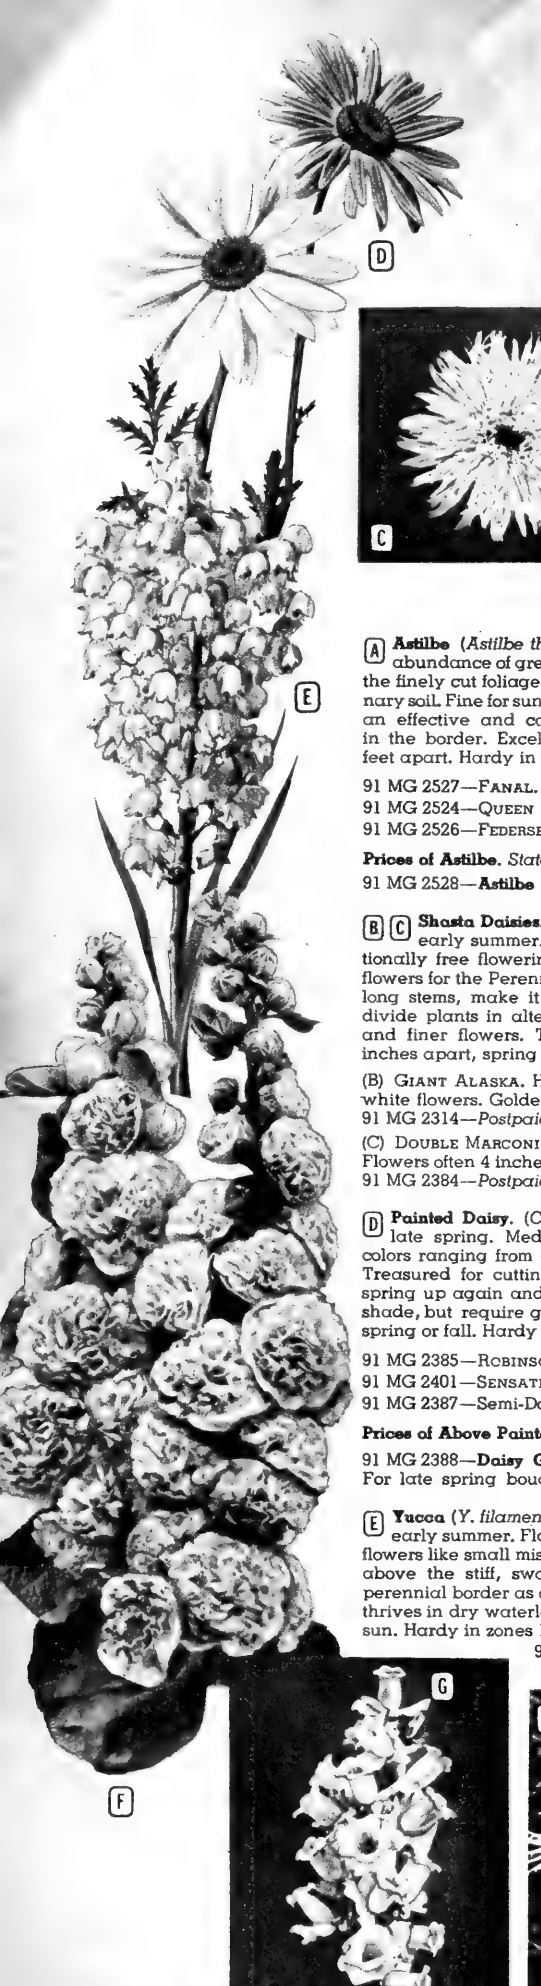 D
C
E
A Astilbe (Astilbe th
abundance of gre
the finely cut foliage
nary soil. Fine for sun
an effective and co
in the border. Excel
feet apart. Hardy in
91 MG 2527—FANAL.
91 MG 2524—QUEEN
91 MG 2526—FEDERSE
Prices of Astilbe. State
91 MG 2528—Astilbe
B C Shasta Daisies.
early summer.
tionally free flowerin
flowers for the Perenn
long stems, make it
divide plants in alte
and finer flowers. T
inches apart, spring
(B) GIANT ALASKA. H
white flowers. Golde
91 MG 2314—Postpaid
(C) DOUBLE MARCONI
Flowers often 4 inche
91 MG 2384—Postpaid
D Painted Daisy. (C
late spring. Med
colors ranging from
Treasured for cuttin
spring up again and
shade, but require g
spring or fall. Hardy
91 MG 2385—ROBINSO
91 MG 2401—SENSATI
91 MG 2387—Semi-Do
Prices of Above Painte
91 MG 2388—Daisy G
For late spring bouq
E Yucca (Y. filamen
early summer. Flo
flowers like small mis
above the stiff, swo
perennial border as a
thrives in dry waterl
sun. Hardy in zones
9
G
F